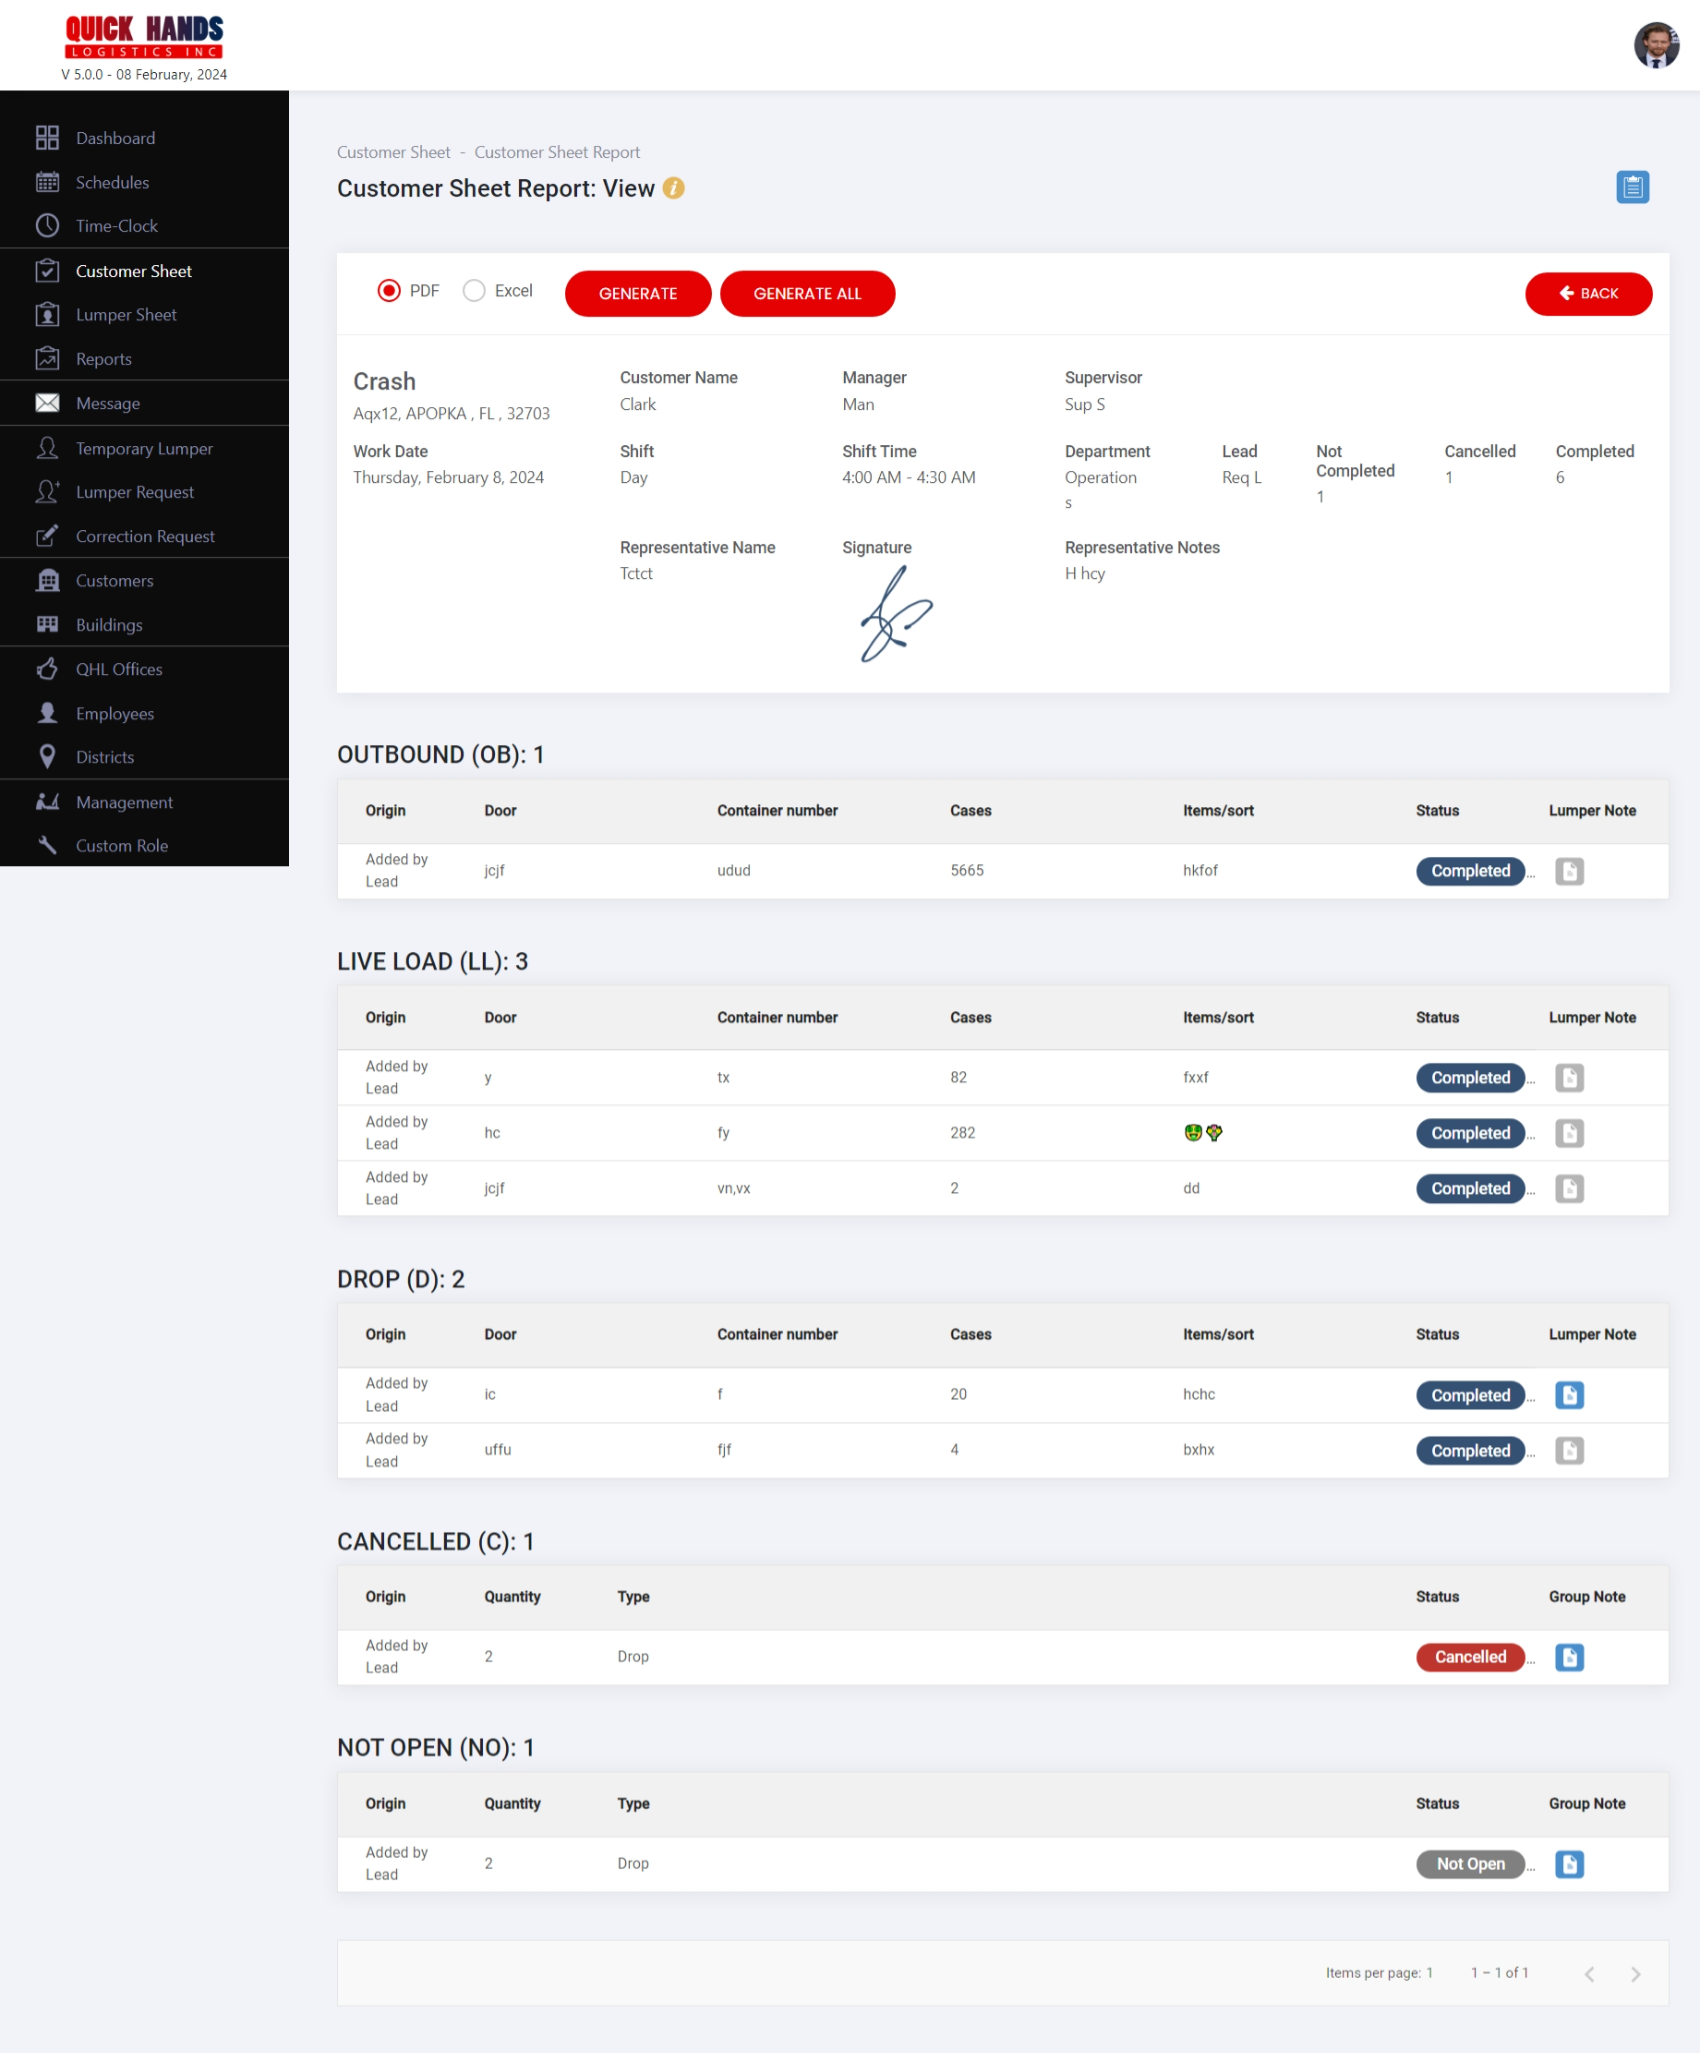 QUICK HANDS
LOGISTICS INC
V 5.0.0 - 08 February, 2024
Dashboard
Schedules
Time-Clock
Customer Sheet
Lumper Sheet
Reports
Message
Temporary Lumper
Lumper Request
Correction Request
Customers
Buildings
QHL Offices
Employees
Districts
Management
Custom Role
Customer Sheet - Customer Sheet Report
Customer Sheet Report: View i
PDF Excel GENERATE GENERATE ALL BACK
Crash
Aqx12, APOPKA , FL , 32703
Customer Name Manager Supervisor
Clark Man Sup S
Work Date Shift Shift Time Department Lead Not Completed Cancelled Completed
Thursday, February 8, 2024 Day 4:00 AM - 4:30 AM Operation
s Req L 1 1 6
Representative Name Signature Representative Notes
Tctct H hcy
OUTBOUND (OB): 1
Origin Door Container number Cases Items/sort Status Lumper Note
Added by Lead jcjf udud 5665 hkfof Completed ...
LIVE LOAD (LL): 3
Origin Door Container number Cases Items/sort Status Lumper Note
Added by Lead y tx 82 fxxf Completed ...
Added by Lead hc fy 282 Completed ...
Added by Lead jcjf vn,vx 2 dd Completed ...
DROP (D): 2
Origin Door Container number Cases Items/sort Status Lumper Note
Added by Lead ic f 20 hchc Completed ...
Added by Lead uffu fjf 4 bxhx Completed ...
CANCELLED (C): 1
Origin Quantity Type Status Group Note
Added by Lead 2 Drop Cancelled ...
NOT OPEN (NO): 1
Origin Quantity Type Status Group Note
Added by Lead 2 Drop Not Open ...
Items per page: 1 1 – 1 of 1